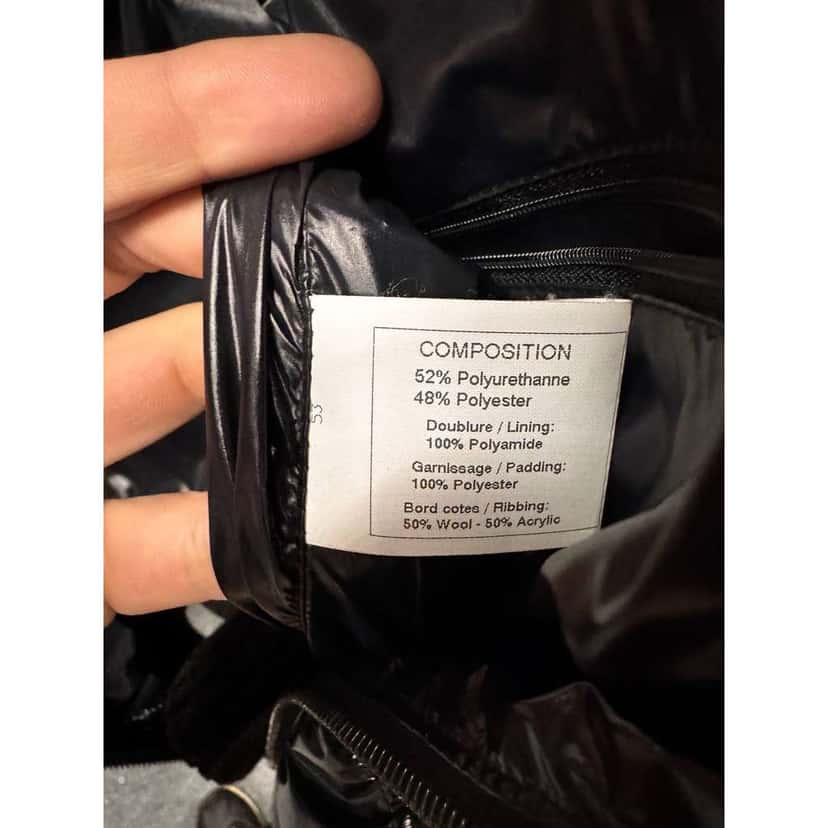 COMPOSITION
52% Polyurethanne
48% Polyester
Doublure / Lining:
100% Polyamide
Garnissage / Padding:
100% Polyester
Bord cotes / Ribbing:
50% Wool - 50% Acrylic
53